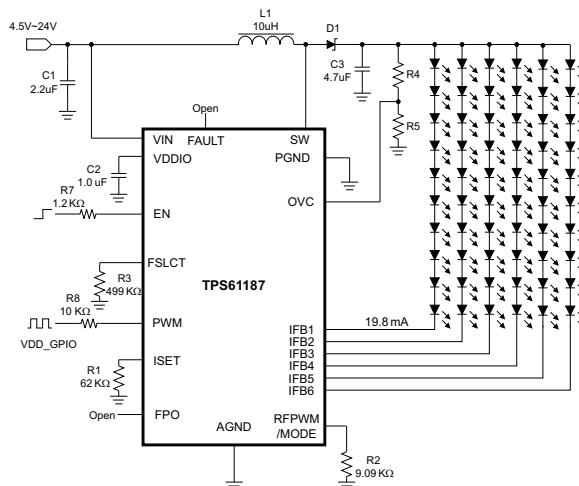 4.5V~24V
L1
10uH
D1
C1
2.2uF
C3
4.7uF
R4
R5
Open
VIN
FAULT
SW
VDDIO
PGND
C2
1.0 uF
R7
1.2 KΩ
EN
OVC
FSLCT
TPS61187
R3
499 KΩ
R8
10 KΩ
PWM
VDD_GPIO
ISET
R1
62 KΩ
IFB1
19.8 mA
IFB2
IFB3
IFB4
IFB5
IFB6
Open
FPO
AGND
RFPWM
/MODE
R2
9.09 KΩ